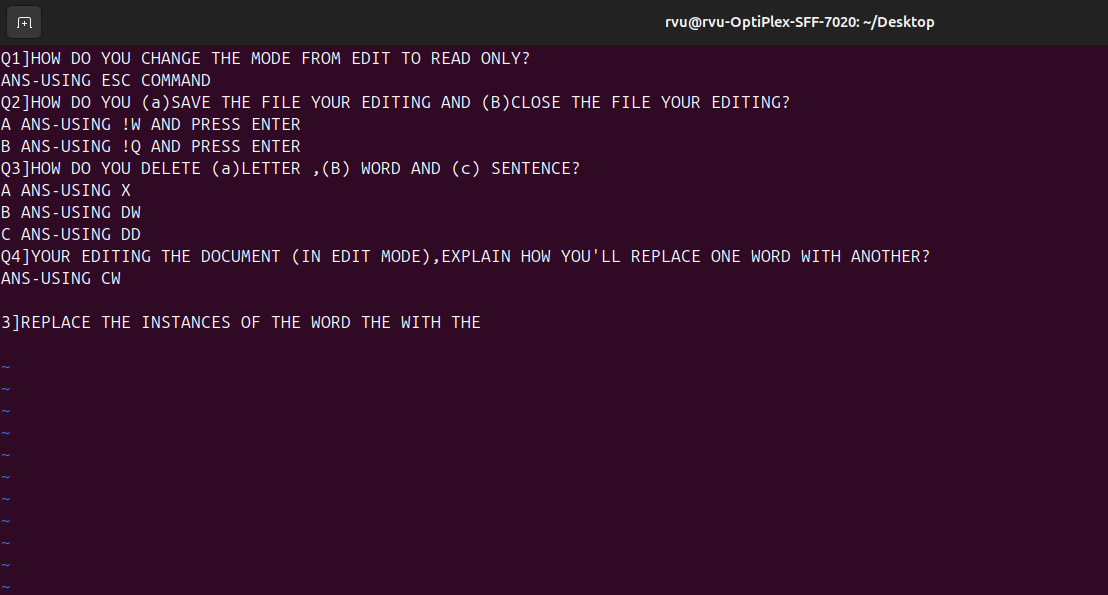 rvu@rvu-OptiPlex-SFF-7020: ~/Desktop
Q1]HOW DO YOU CHANGE THE MODE FROM EDIT TO READ ONLY?
ANS-USING ESC COMMAND
Q2]HOW DO YOU (a)SAVE THE FILE YOUR EDITING AND (B)CLOSE THE FILE YOUR EDITING?
A ANS-USING !W AND PRESS ENTER
B ANS-USING !Q AND PRESS ENTER
Q3]HOW DO YOU DELETE (a)LETTER ,(B) WORD AND (c) SENTENCE?
A ANS-USING X
B ANS-USING DW
C ANS-USING DD
Q4]YOUR EDITING THE DOCUMENT (IN EDIT MODE),EXPLAIN HOW YOU'LL REPLACE ONE WORD WITH ANOTHER?
ANS-USING CW
3]REPLACE THE INSTANCES OF THE WORD THE WITH THE
~
~
~
~
~
~
~
~
~
~
~